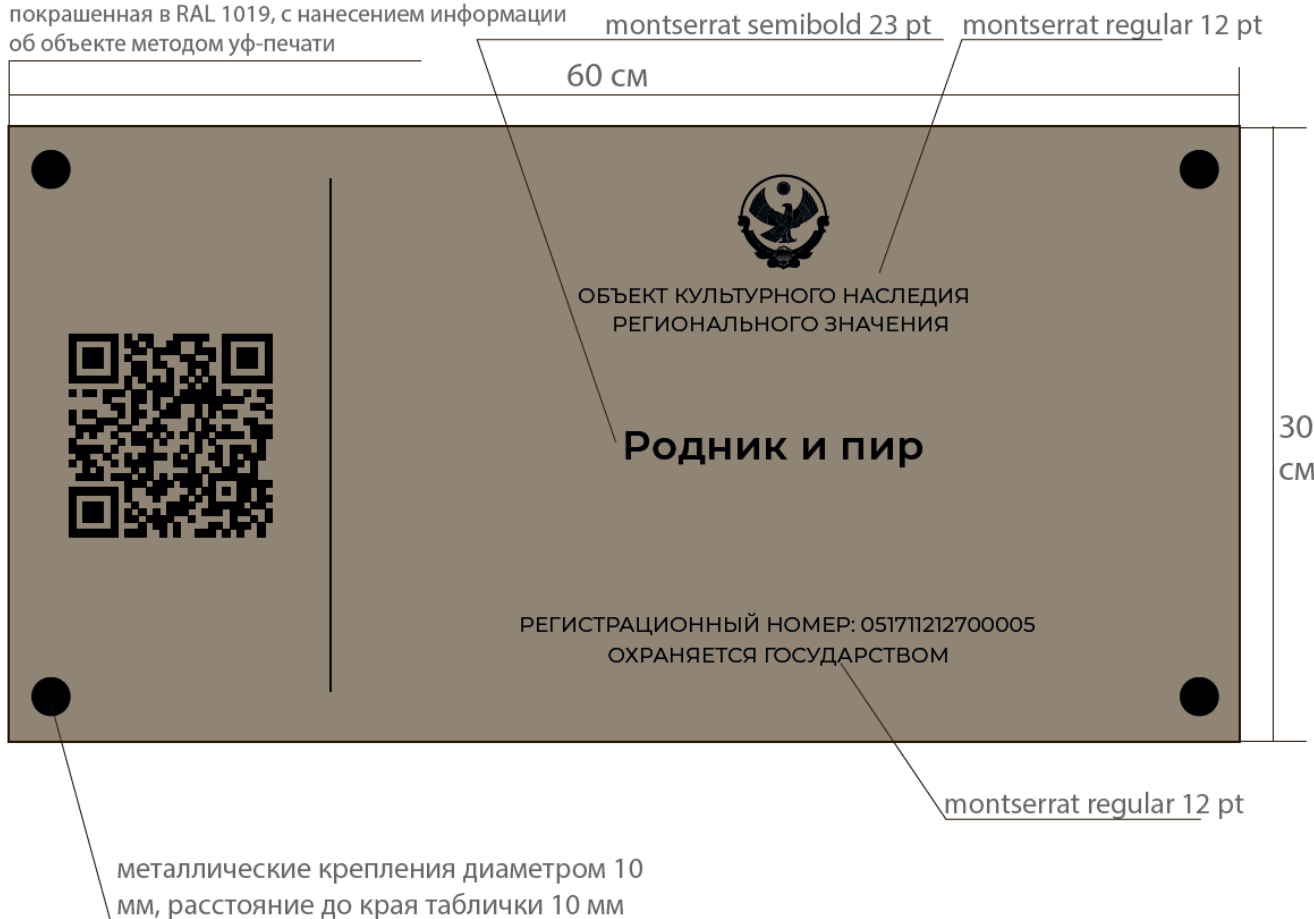 покрашенная в RAL 1019, с нанесением информации
об объекте методом уф-печати
montserrat semibold 23 pt
montserrat regular 12 pt
60 см
ОБЪЕКТ КУЛЬТУРНОГО НАСЛЕДИЯ
РЕГИОНАЛЬНОГО ЗНАЧЕНИЯ
30
см
Родник и пир
РЕГИСТРАЦИОННЫЙ НОМЕР: 051711212700005
ОХРАНЯЕТСЯ ГОСУДАРСТВОМ
montserrat regular 12 pt
металлические крепления диаметром 10
мм, расстояние до края таблички 10 мм